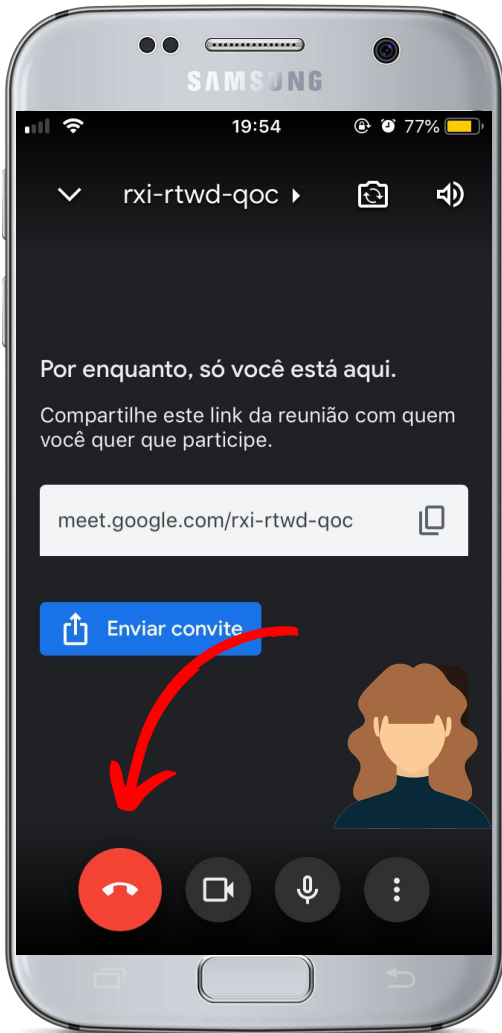 SAMSUNG
19:54
77%
rxi-rtwd-qoc
Por enquanto, só você está aqui.
Compartilhe este link da reunião com quem
você quer que participe.
meet.google.com/rxi-rtwd-qoc
Enviar convite